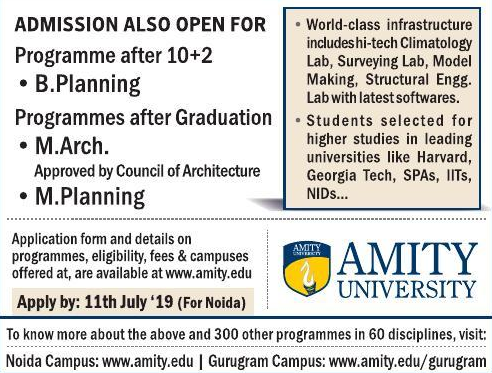 ADMISSION ALSO OPEN FOR
Programme after 10+2
• B.Planning
Programmes after Graduation
• M.Arch.
Approved by Council of Architecture
• M.Planning
• World-class infrastructure
includes hi-tech Climatology
Lab, Surveying Lab, Model
Making, Structural Engg.
Lab with latest softwares.
• Students selected for
higher studies in leading
universities like Harvard,
Georgia Tech, SPAs, IITs,
NIDs...
Application form and details on
programmes, eligibility, fees & campuses
offered at, are available at www.amity.edu
Apply by: 11th July ‘19 (For Noida)
AMITY
UNIVERSITY
AMITY
UNIVERSITY
To know more about the above and 300 other programmes in 60 disciplines, visit:
Noida Campus: www.amity.edu | Gurugram Campus: www.amity.edu/gurugram